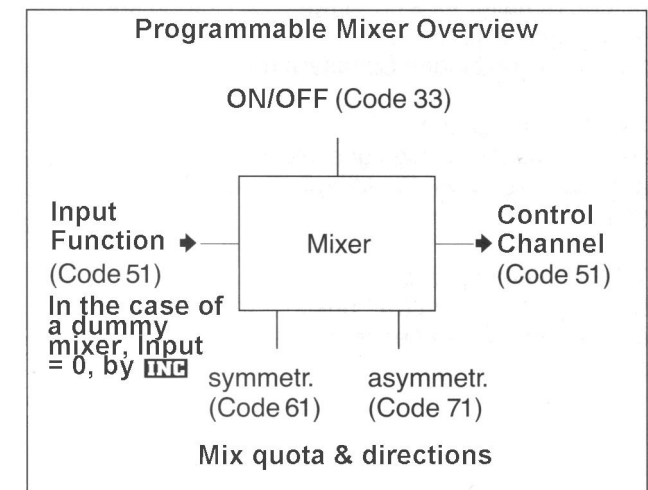 Programmable Mixer Overview
ON/OFF (Code 33)
Input
Function
(Code 51)
In the case of
a dummy
mixer, Input
= 0, by INC
Mixer
Control
Channel
(Code 51)
symmetr.
(Code 61)
asymmetr.
(Code 71)
Mix quota & directions